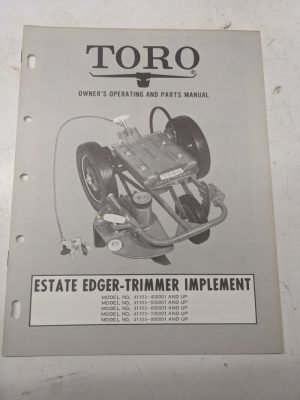 TORO
®
OWNER'S OPERATING AND PARTS MANUAL
TORO
ESTATE EDGER-TRIMMER IMPLEMENT
MODEL NO. 41103-400001 AND UP
MODEL NO. 41103-500001 AND UP
MODEL NO. 41103-600001 AND UP
MODEL NO. 41103-700001 AND UP
MODEL NO. 41103-800001 AND UP